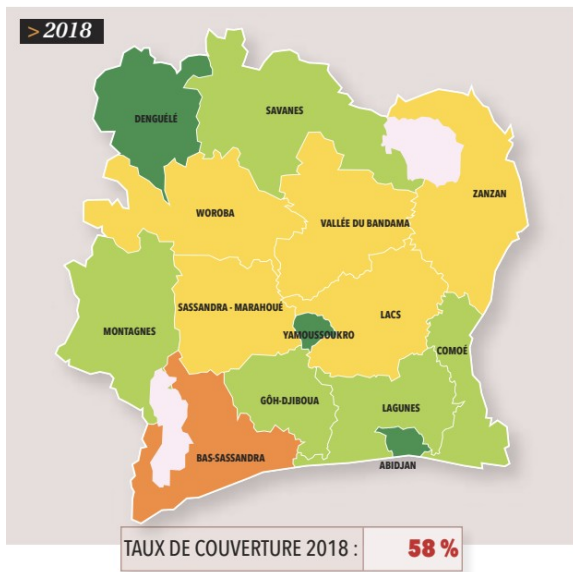 > 2018
DENGUÉLÉ
SAVANES
ZANZAN
WOROBA
VALLÉE DU BANDAMA
SASSANDRA - MARAHOUÉ
LACS
MONTAGNES
YAMOUSSOUKRO
COMOÉ
GÔH-DJIBOUA
LAGUNES
BAS-SASSANDRA
ABIDJAN
TAUX DE COUVERTURE 2018 : 58 %